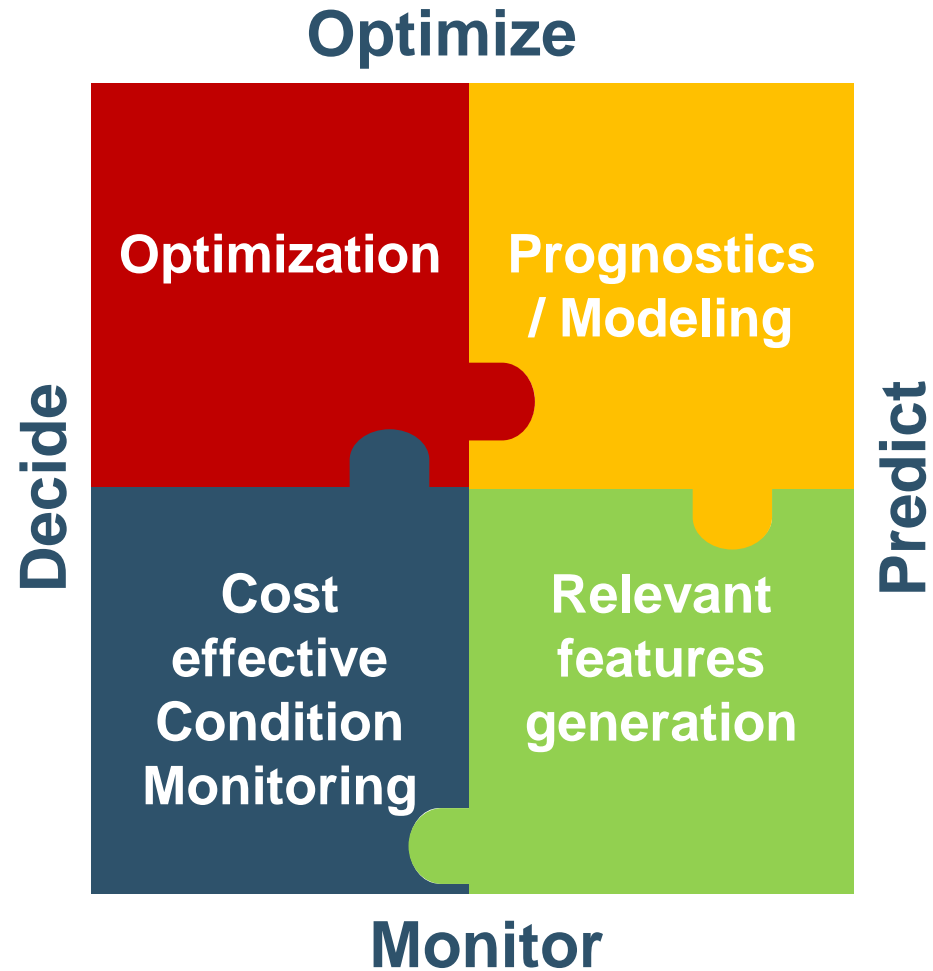 Optimize
Optimization
Prognostics
/ Modeling
Decide
Predict
Cost
effective
Condition
Monitoring
Relevant
features
generation
Monitor